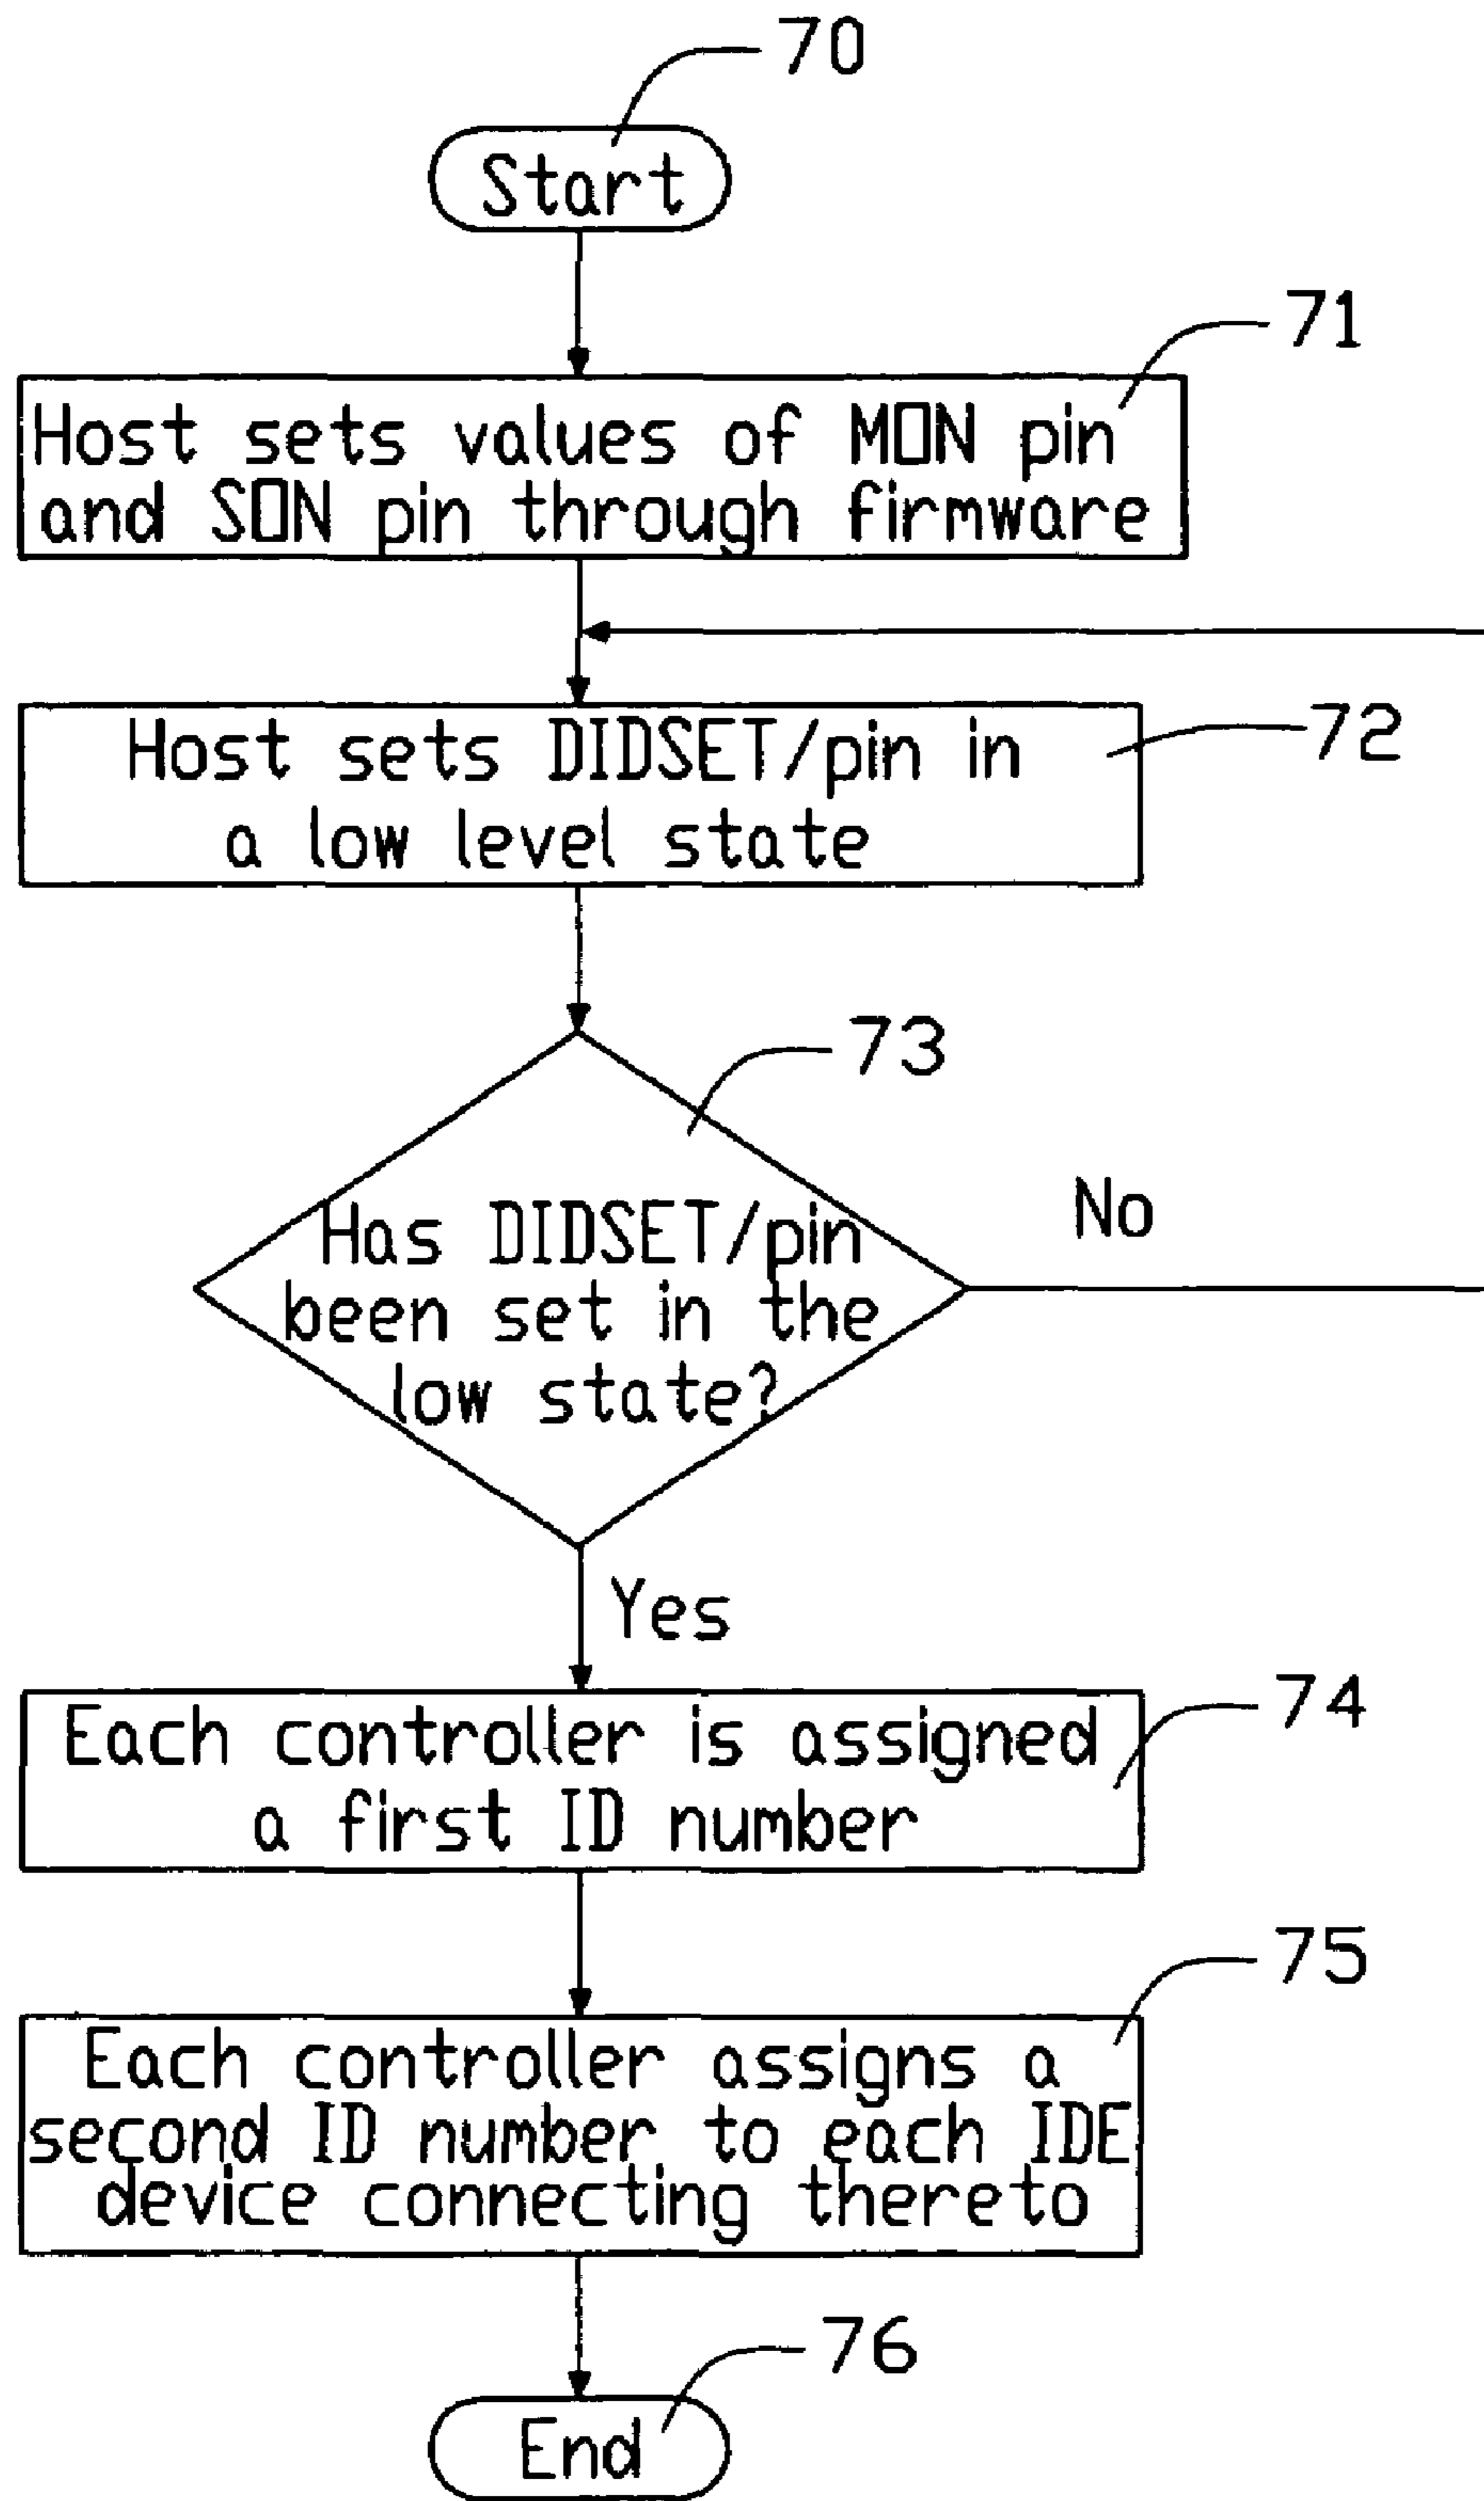 70
Start
71
Host sets values of MON pin
and SON pin through firmware
72
Host sets DIDSET/pin in
a low level state
73
Has DIDSET/pin
been set in the
low state?
No
Yes
74
Each controller is assigned
a first ID number
75
Each controller assigns a
second ID number to each IDE
device connecting thereto
76
End